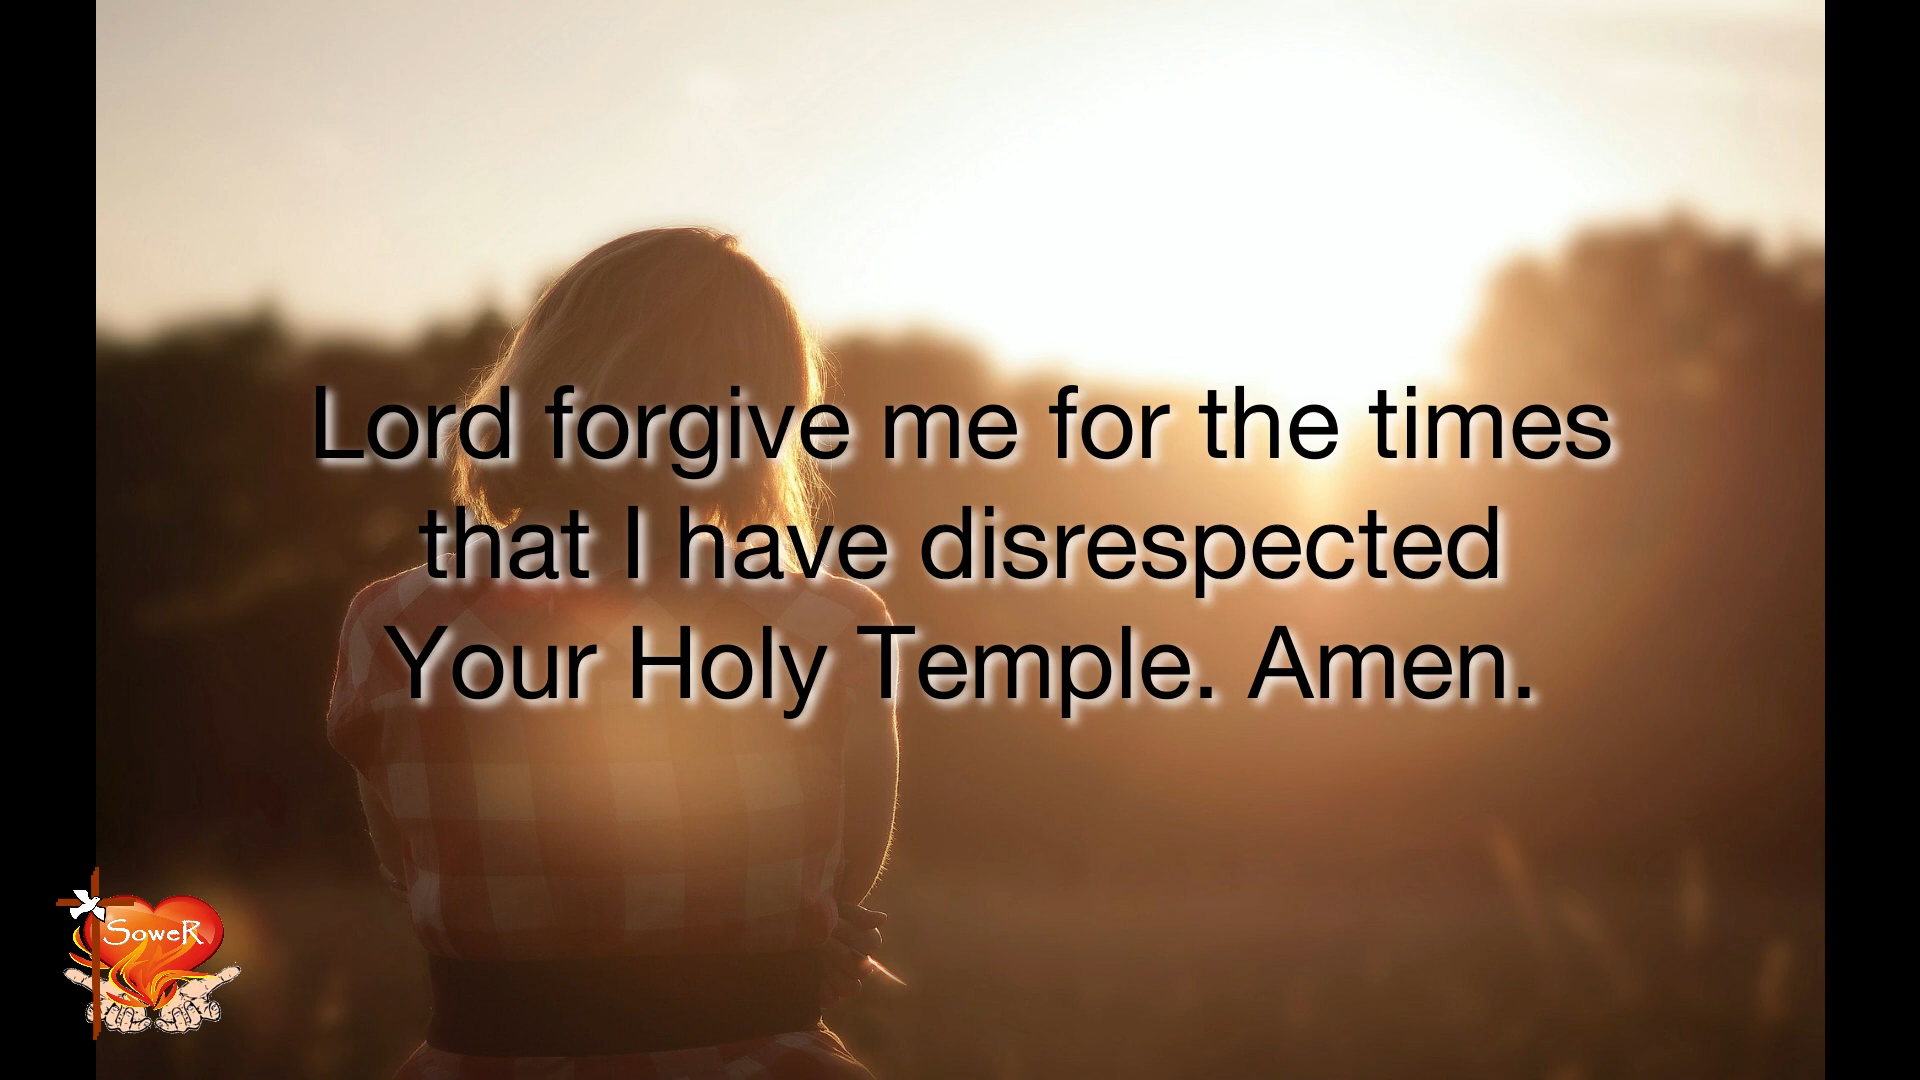 Lord forgive me for the times
that I have disrespected
Your Holy Temple. Amen.
SoweR